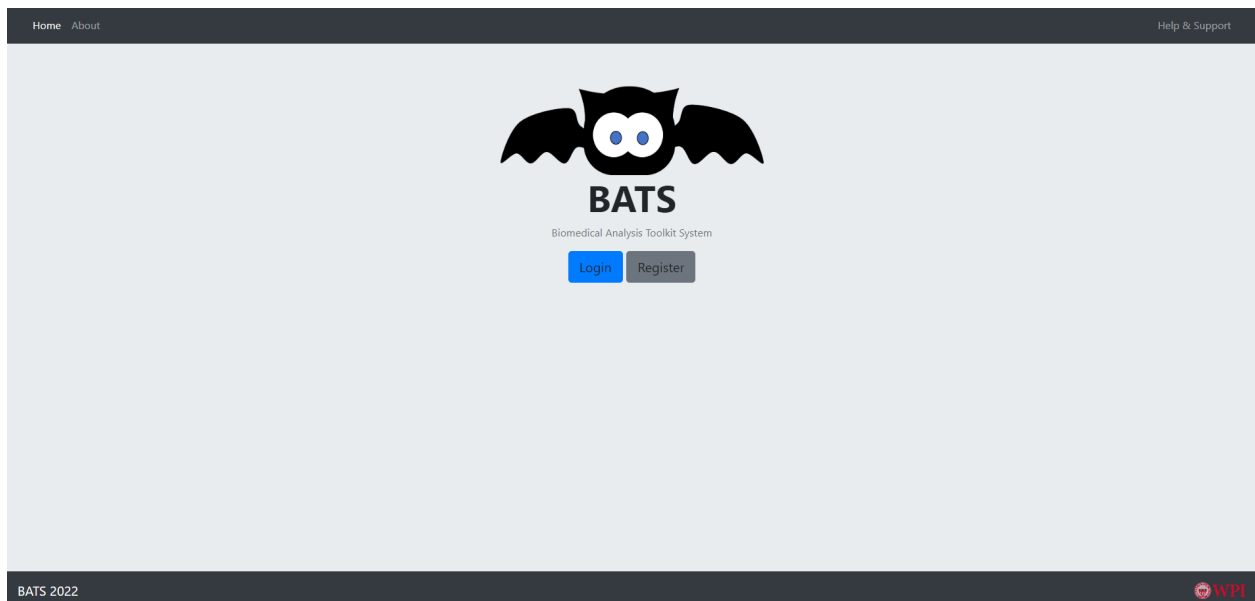 Home About Help & Support
BATS
Biomedical Analysis Toolkit System
Login Register
BATS 2022 WPI